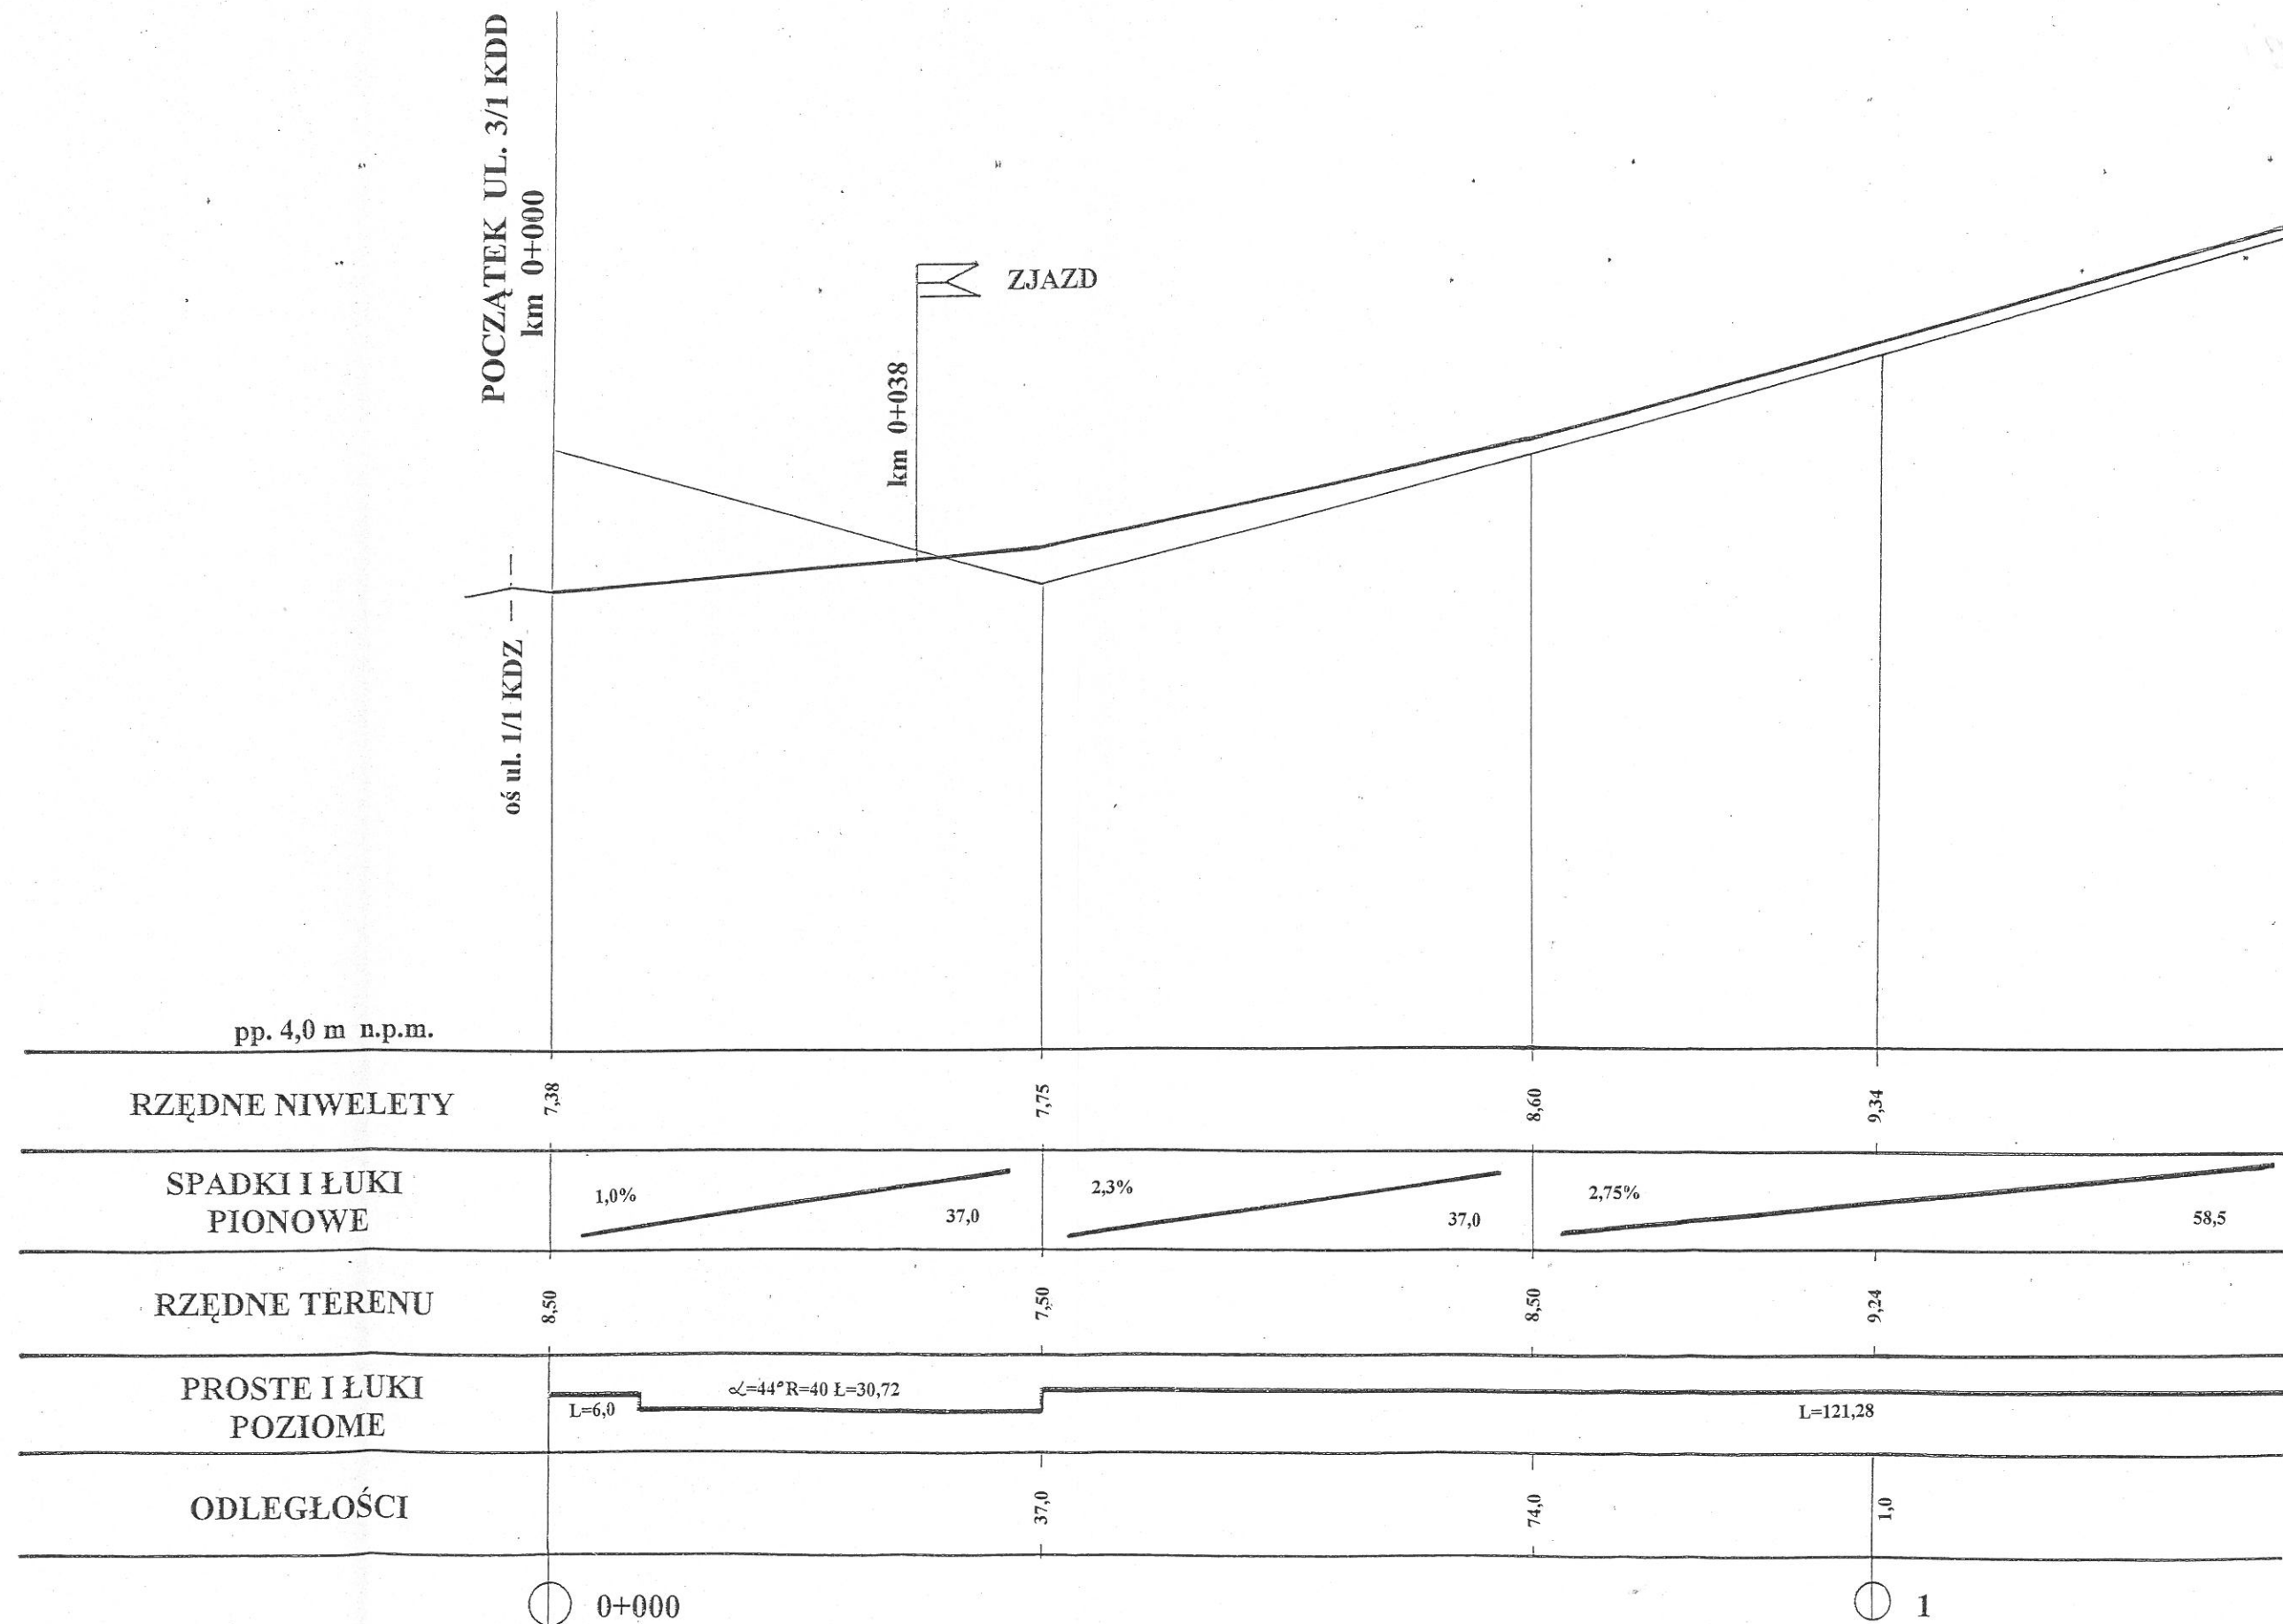 POCZĄTEK UL. 3/1 KDD
km 0+000
ZJAZD
km 0+038
oś ul. 1/1 KDZ
pp. 4,0 m n.p.m.
RZĘDNE NIWELETY
7,38
7,75
8,60
9,34
SPADKI I ŁUKI
PIONOWE
1,0%
37,0
2,3%
37,0
2,75%
58,5
RZĘDNE TERENU
8,50
7,50
8,50
9,24
PROSTE I ŁUKI
POZIOME
L=6,0
∝=44° R=40 Ł=30,72
L=121,28
ODLEGŁOŚCI
37,0
74,0
1,0
0+000
1